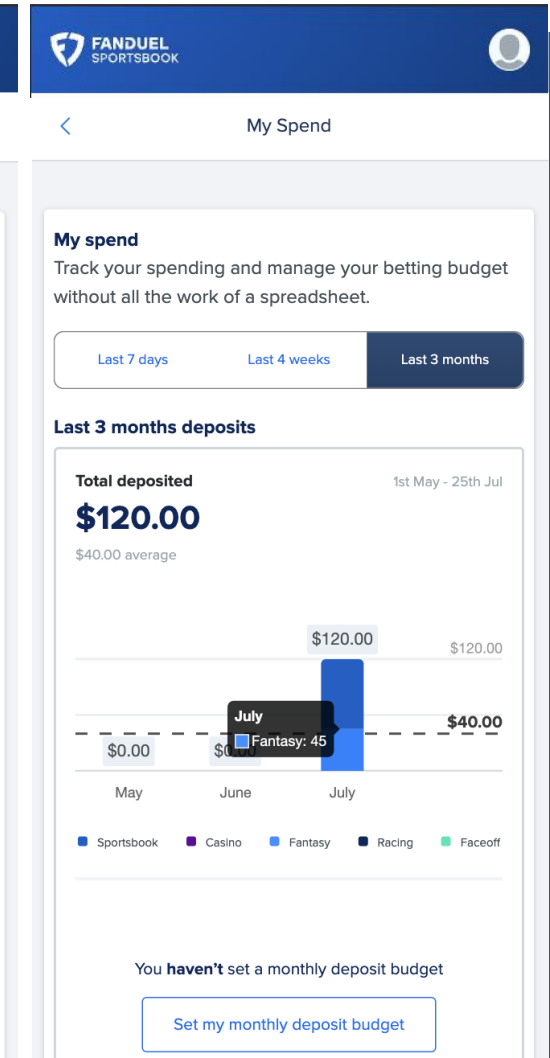 FANDUEL
SPORTSBOOK
My Spend
My spend
Track your spending and manage your betting budget
without all the work of a spreadsheet.
Last 7 days
Last 4 weeks
Last 3 months
Last 3 months deposits
Total deposited
1st May - 25th Jul
$120.00
$40.00 average
$120.00
$120.00
July
$40.00
Fantasy: 45
$0.00
May
June
July
Sportsbook
Casino
Fantasy
Racing
Faceoff
You haven't set a monthly deposit budget
Set my monthly deposit budget